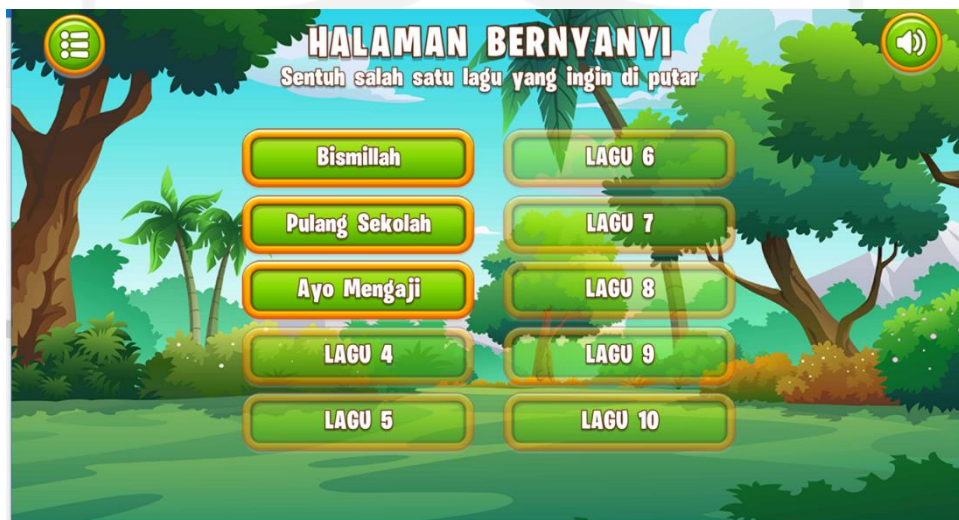 HALAMAN BERNYANYI
Sentuh salah satu lagu yang ingin di putar
Bismillah
Pulang Sekolah
Ayo Mengaji
LAGU 4
LAGU 5
LAGU 6
LAGU 7
LAGU 8
LAGU 9
LAGU 10